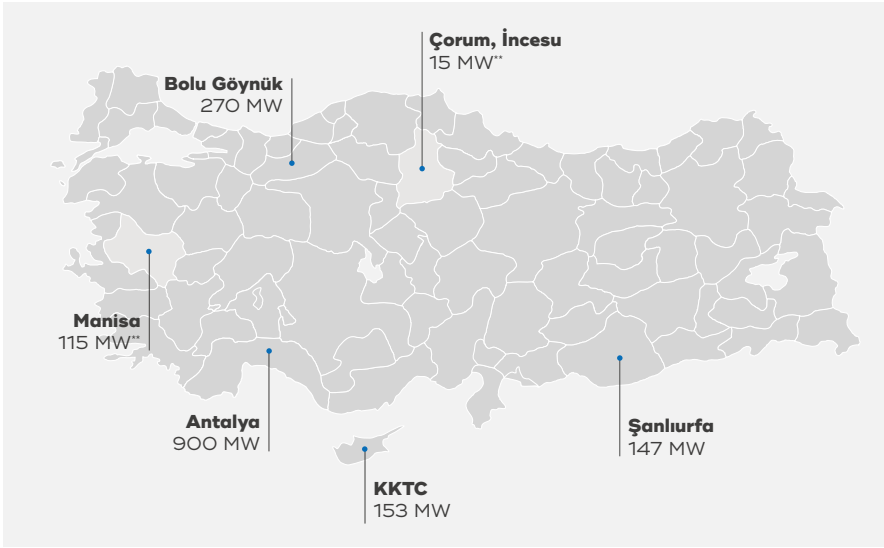 Çorum, İncesu
15 MW**
Bolu Göynük
270 MW
Manisa
115 MW**
Antalya
900 MW
Şanlıurfa
147 MW
KKTC
153 MW